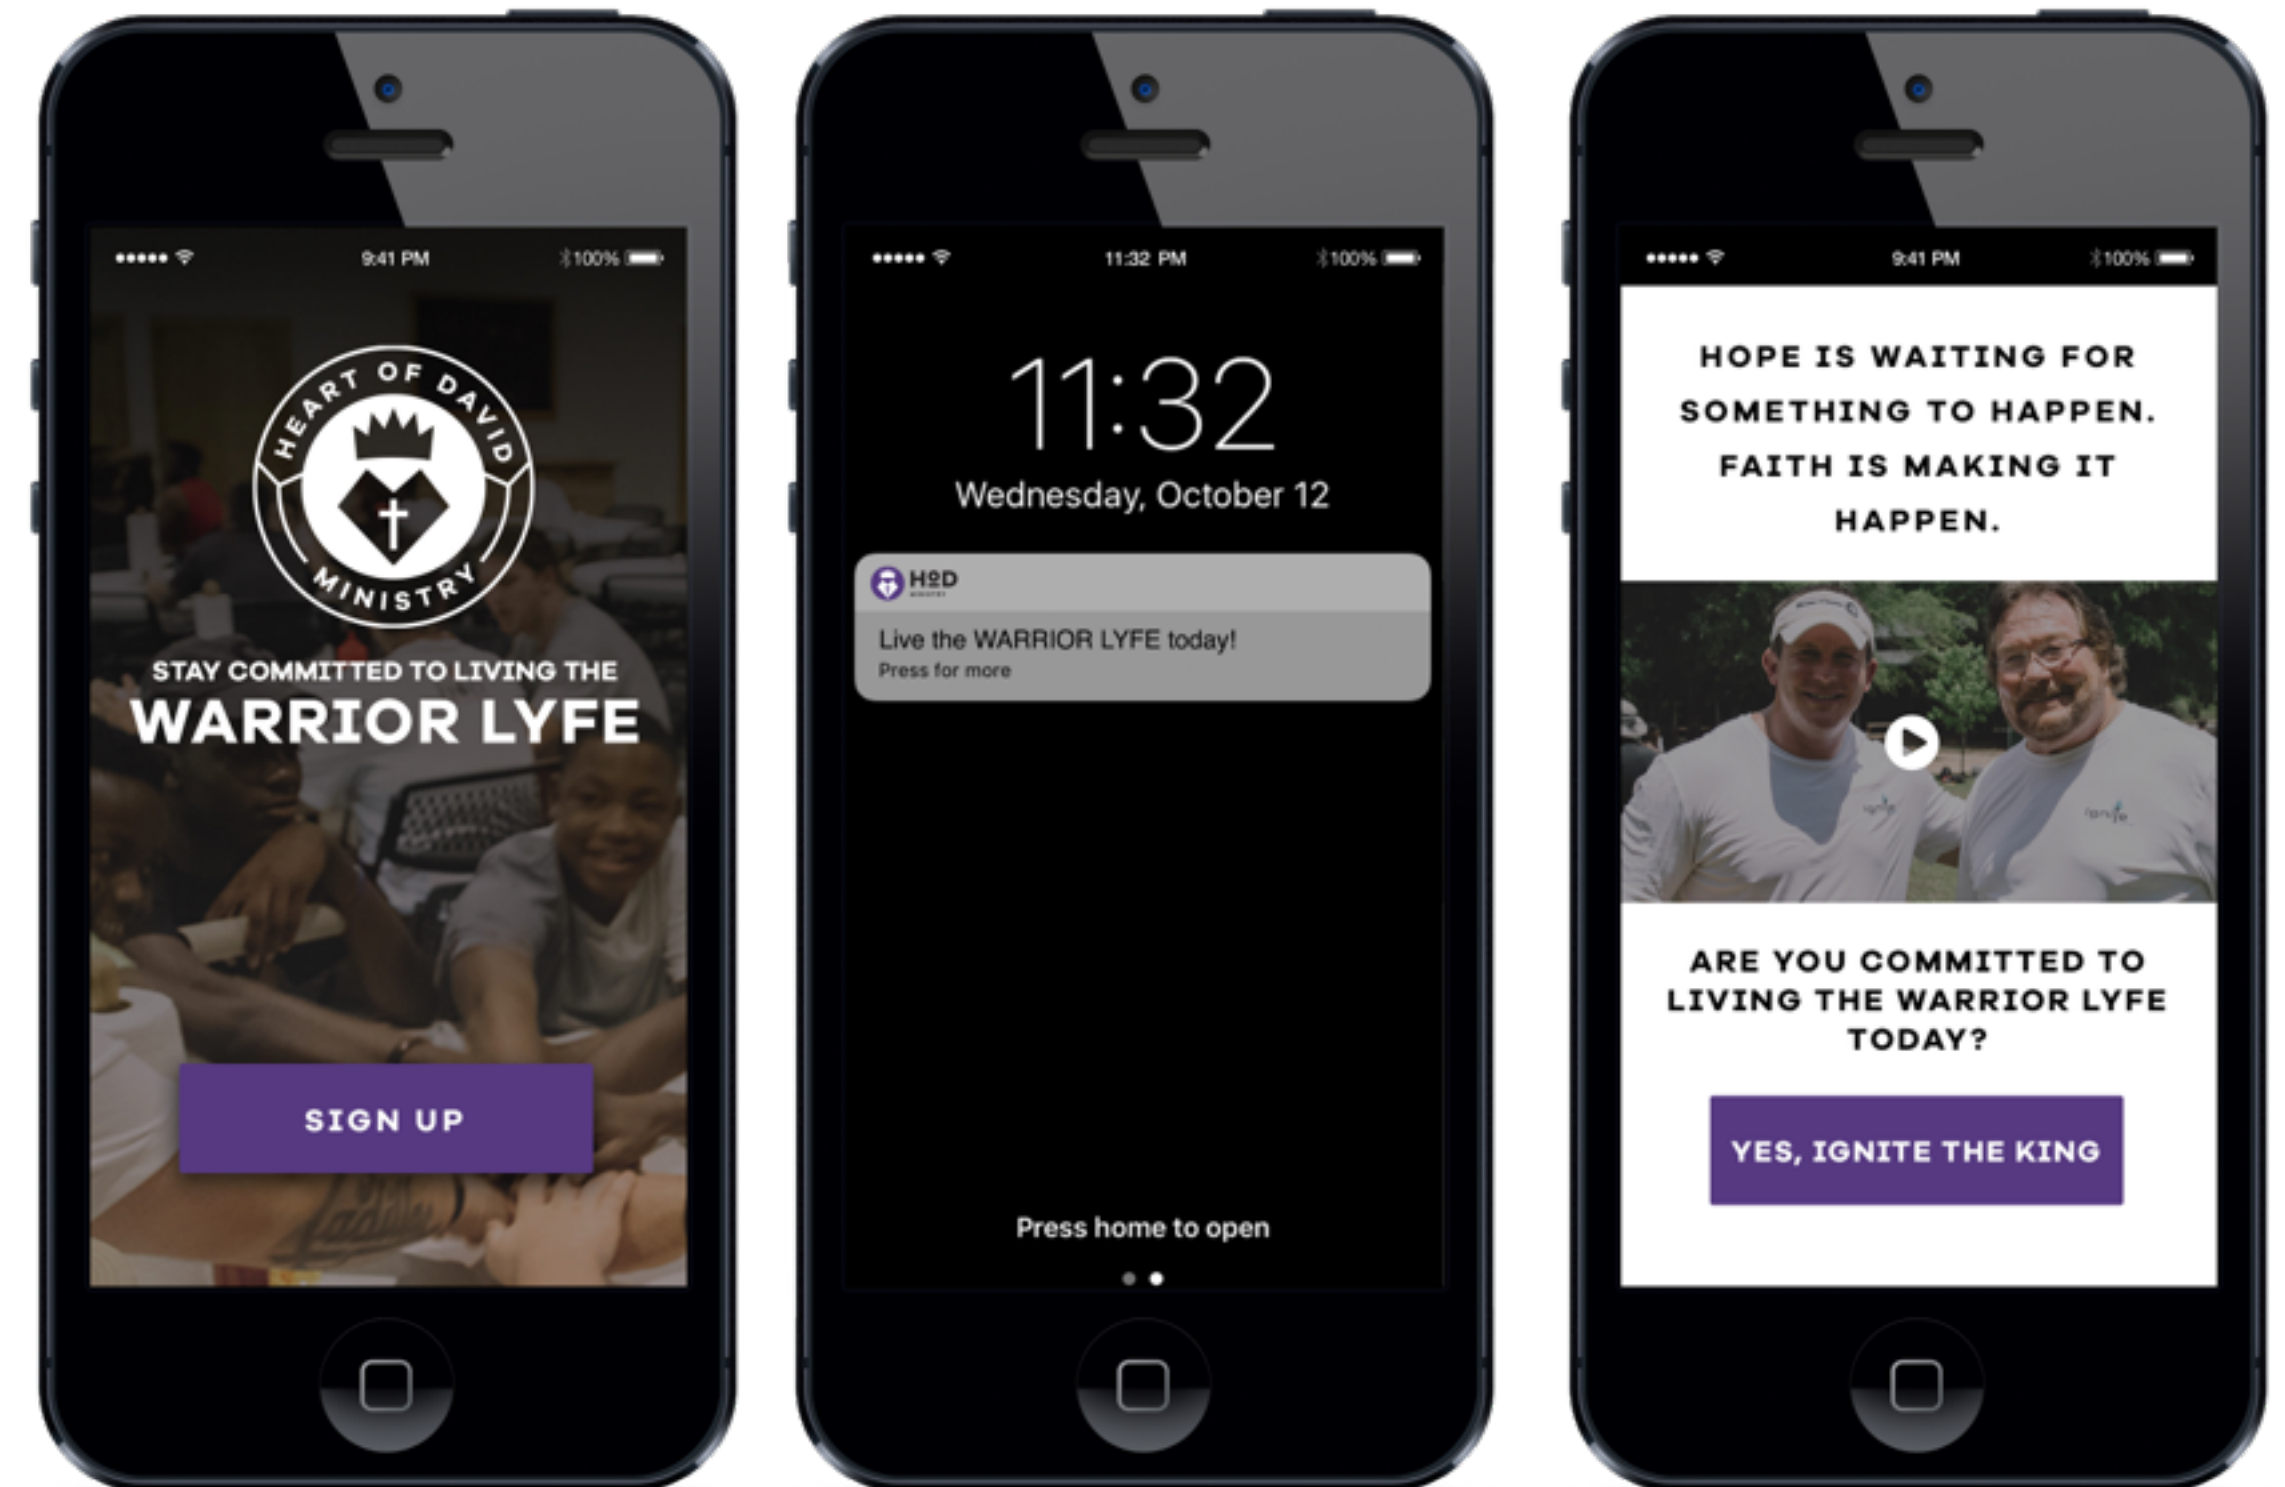 9:41 PM
100%
HEART OF DAVID
MINISTRY
STAY COMMITTED TO LIVING THE
WARRIOR LYFE
SIGN UP
11:32 PM
100%
11:32
Wednesday, October 12
HOD
MINISTRY
Live the WARRIOR LYFE today!
Press for more
Press home to open
9:41 PM
100%
HOPE IS WAITING FOR
SOMETHING TO HAPPEN.
FAITH IS MAKING IT
HAPPEN.
ignite
ignite
ARE YOU COMMITTED TO
LIVING THE WARRIOR LYFE
TODAY?
YES, IGNITE THE KING